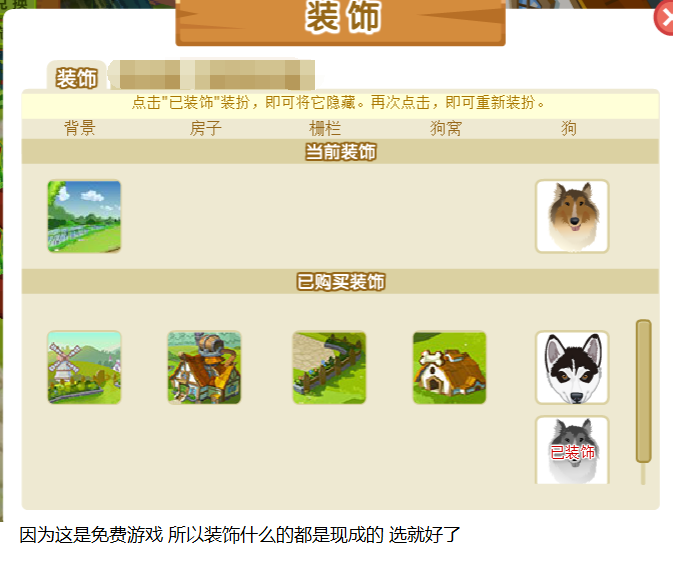 装饰
装饰
点击"已装饰"装扮，即可将它隐藏。再次点击，即可重新装扮。
背景 房子 栅栏 狗窝 狗
当前装饰
已购买装饰
已装饰
因为这是免费游戏 所以装饰什么的都是现成的 选就好了